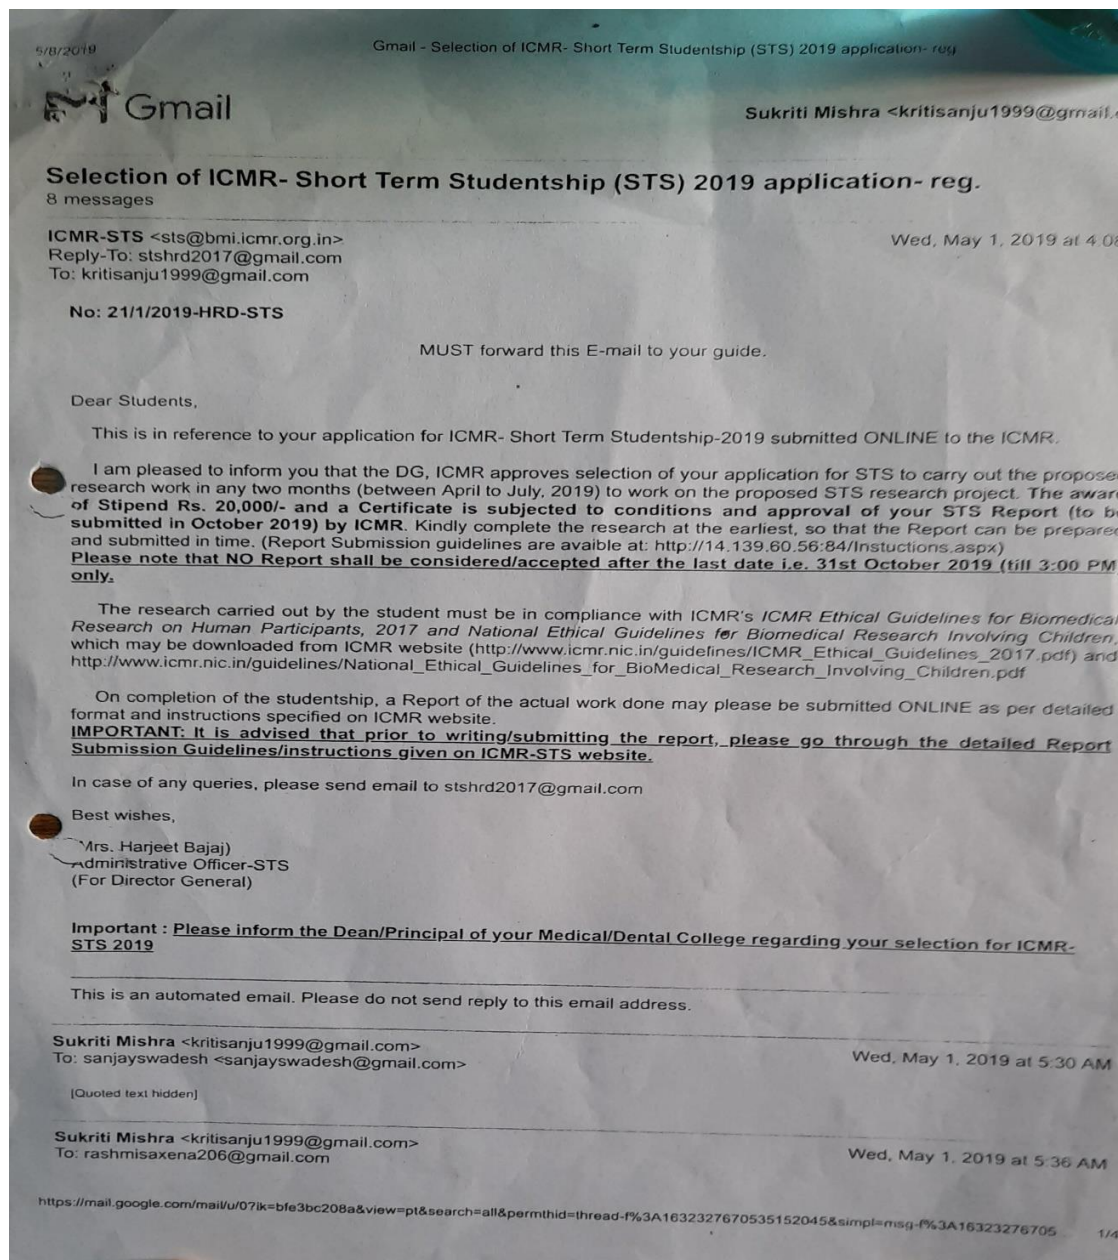 5/8/2019
Gmail - Selection of ICMR- Short Term Studentship (STS) 2019 application- reg
Gmail
Sukriti Mishra <kritisanju1999@gmail.
Selection of ICMR- Short Term Studentship (STS) 2019 application- reg.
8 messages
ICMR-STS <sts@bmi.icmr.org.in>
Wed, May 1, 2019 at 4:08
Reply-To: stshrd2017@gmail.com
To: kritisanju1999@gmail.com
No: 21/1/2019-HRD-STS
MUST forward this E-mail to your guide.
Dear Students,
This is in reference to your application for ICMR- Short Term Studentship-2019 submitted ONLINE to the ICMR.
I am pleased to inform you that the DG, ICMR approves selection of your application for STS to carry out the propose
research work in any two months (between April to July, 2019) to work on the proposed STS research project. The awar
of Stipend Rs. 20,000/- and a Certificate is subjected to conditions and approval of your STS Report (to b
submitted in October 2019) by ICMR. Kindly complete the research at the earliest, so that the Report can be prepared
and submitted in time. (Report Submission guidelines are avaible at: http://14.139.60.56:84/Instuctions.aspx)
Please note that NO Report shall be considered/accepted after the last date i.e. 31st October 2019 (till 3:00 PM
only.
The research carried out by the student must be in compliance with ICMR's ICMR Ethical Guidelines for Biomedical
Research on Human Participants, 2017 and National Ethical Guidelines for Biomedical Research Involving Children,
which may be downloaded from ICMR website (http://www.icmr.nic.in/guidelines/ICMR_Ethical_Guidelines_2017.pdf) and
http://www.icmr.nic.in/guidelines/National_Ethical_Guidelines_for_BioMedical_Research_Involving_Children.pdf
On completion of the studentship, a Report of the actual work done may please be submitted ONLINE as per detailed
format and instructions specified on ICMR website.
IMPORTANT: It is advised that prior to writing/submitting the report, please go through the detailed Report
Submission Guidelines/instructions given on ICMR-STS website.
In case of any queries, please send email to stshrd2017@gmail.com
Best wishes,
Mrs. Harjeet Bajaj)
Administrative Officer-STS
(For Director General)
Important : Please inform the Dean/Principal of your Medical/Dental College regarding your selection for ICMR-
STS 2019
This is an automated email. Please do not send reply to this email address.
Sukriti Mishra <kritisanju1999@gmail.com>
Wed, May 1, 2019 at 5:30 AM
To: sanjayswadesh <sanjayswadesh@gmail.com>
[Quoted text hidden]
Sukriti Mishra <kritisanju1999@gmail.com>
Wed, May 1, 2019 at 5:36 AM
To: rashmisaxena206@gmail.com
https://mail.google.com/mail/u/0?ik=bfe3bc208a&view=pt&search=all&permthid=thread-f%3A1632327670535152045&simpl=msg-f%3A16323276705
1/4